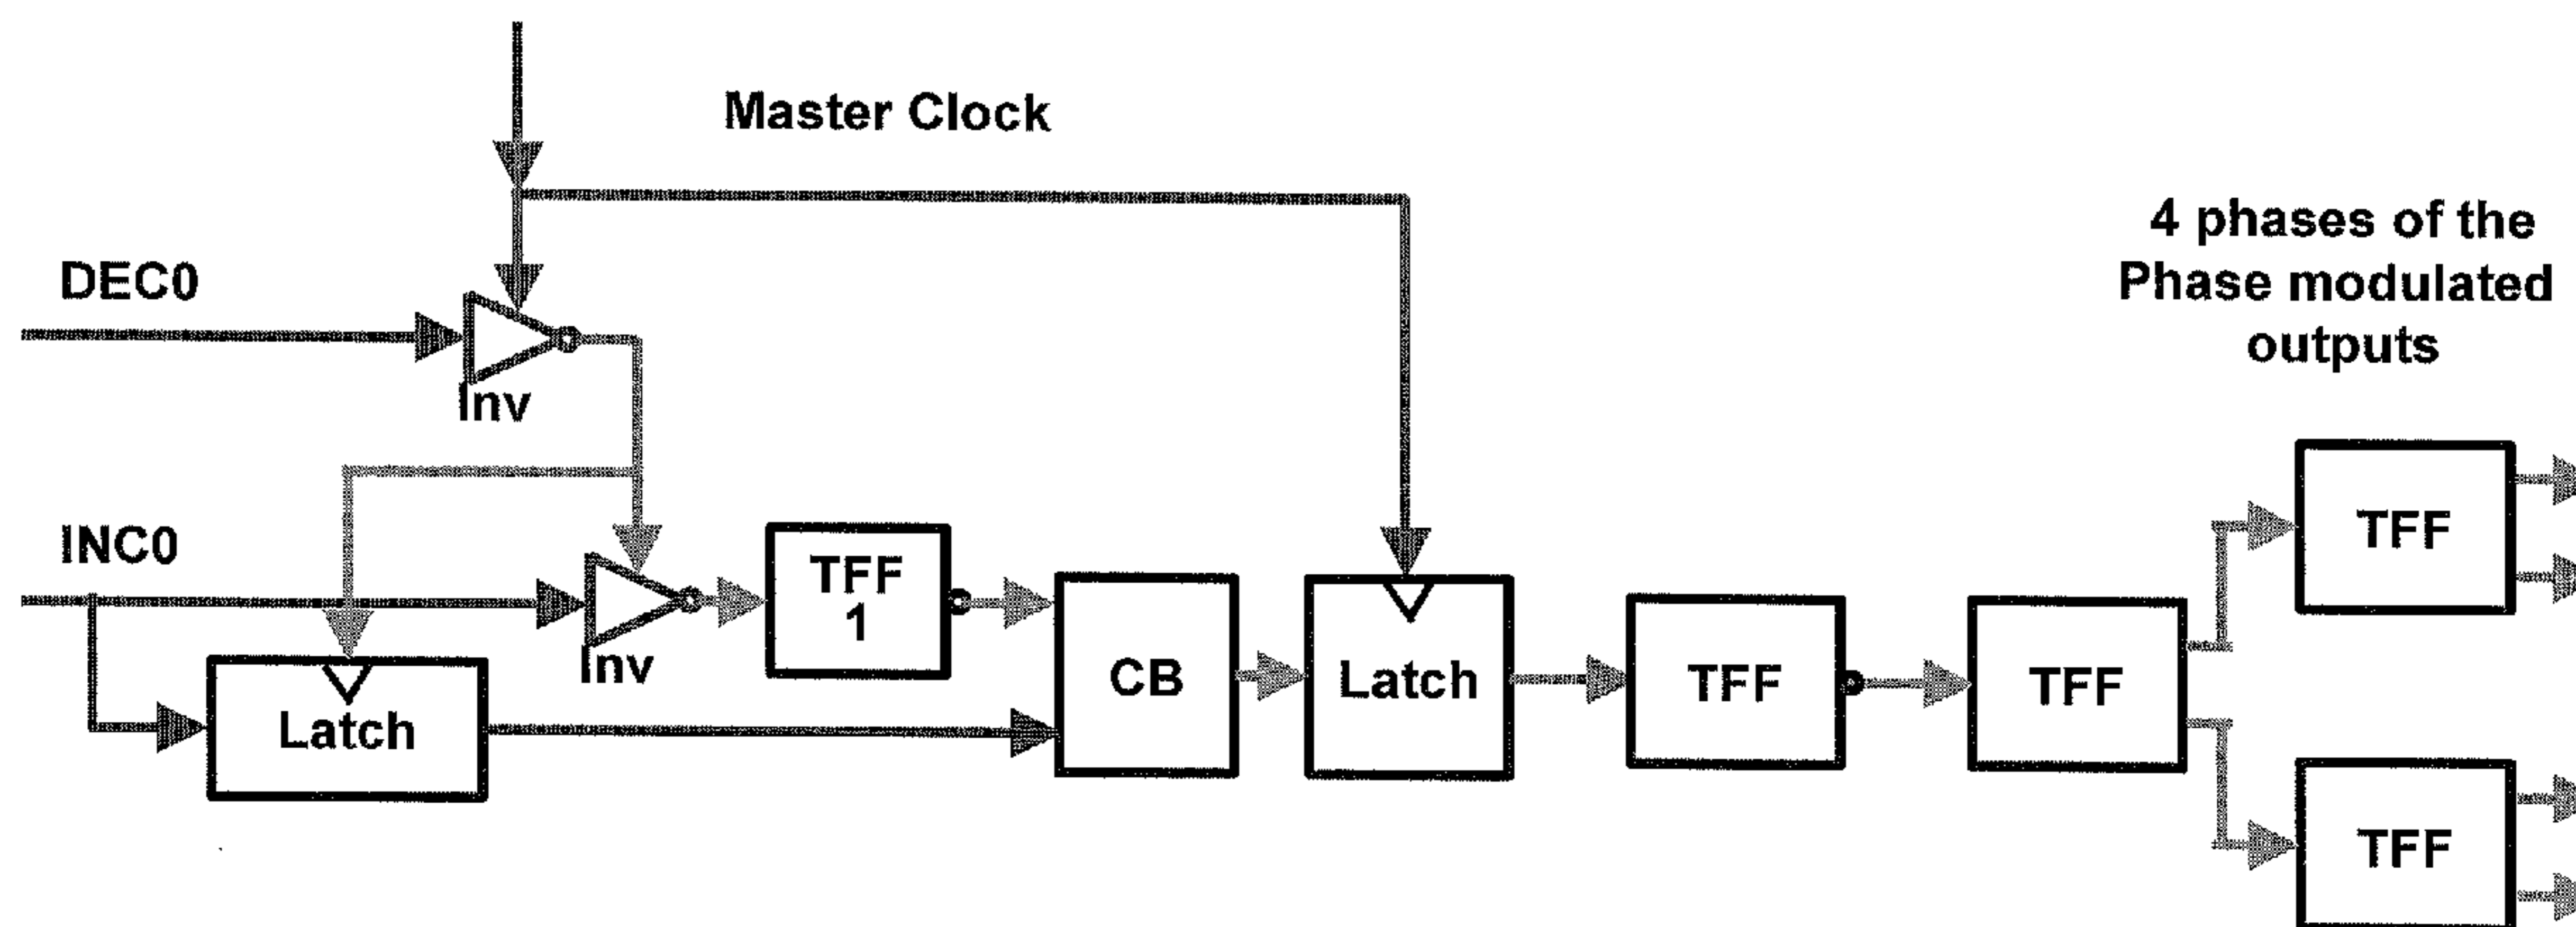 Master Clock
4 phases of the
Phase modulated
outputs
DEC0
Inv
INC0
Inv
TFF
1
CB
Latch
Latch
TFF
TFF
TFF
TFF